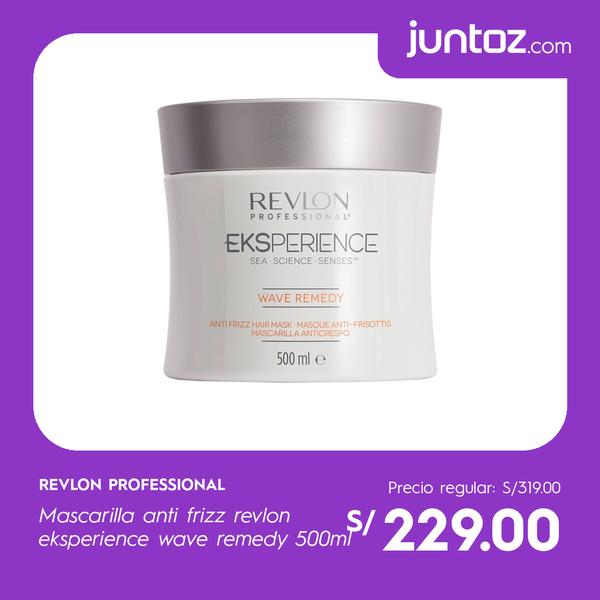 juntoz.com
REVLON
PROFESSIONAL®
EKSPERIENCE
SEA · SCIENCE · SENSES™
WAVE REMEDY
ANTI FRIZZ HAIR MASK · MASQUE ANTI-FRISOTTIS
MASCARILLA ANTICRESPO
500 ml ℮
REVLON PROFESSIONAL
Mascarilla anti frizz revlon
eksperience wave remedy 500ml
Precio regular: S/319.00
S/ 229.00